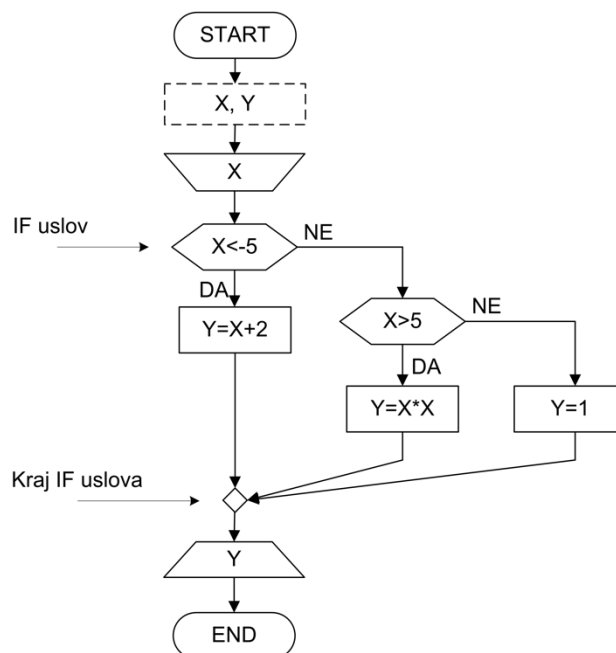 START
X, Y
X
IF uslov
X<-5
NE
DA
Y=X+2
X>5
NE
DA
Y=X*X
Y=1
Kraj IF uslova
Y
END